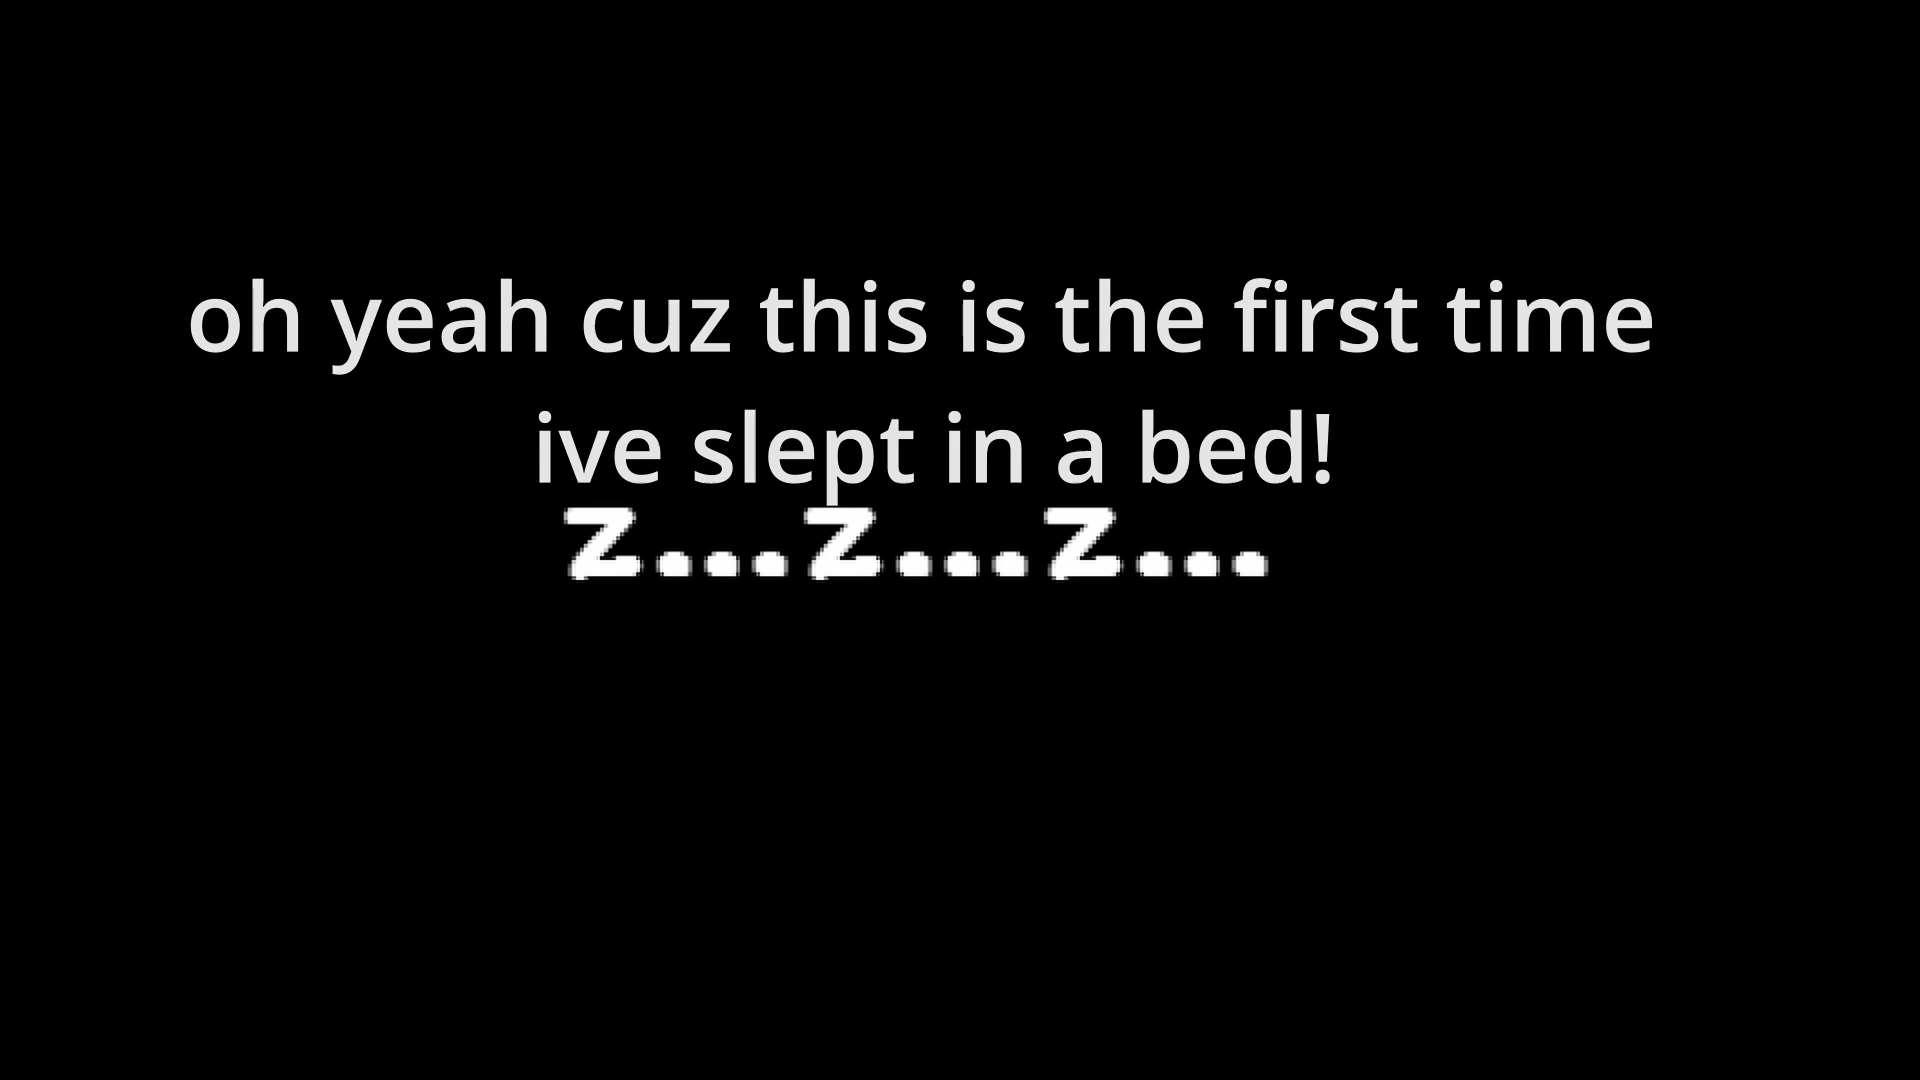 oh yeah cuz this is the first time
ive slept in a bed!
z...z...z...